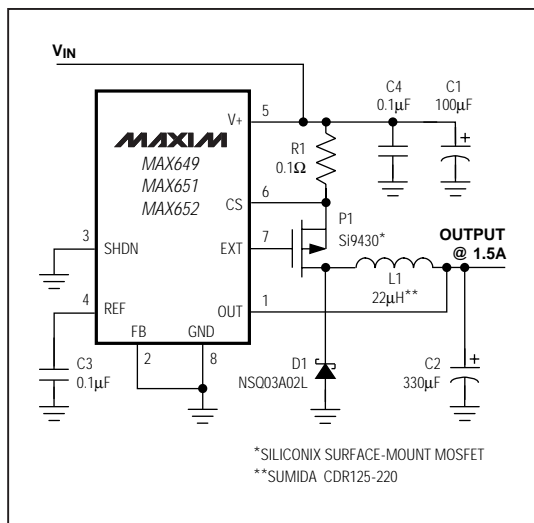 VIN
C4
0.1µF
C1
100µF
+
5
V+
MAXIM
MAX649
MAX651
MAX652
R1
0.1Ω
6
CS
P1
Si9430*
3
SHDN
EXT
7
OUTPUT
@ 1.5A
L1
22µH**
4
REF
OUT
1
FB
GND
2
8
C3
0.1µF
D1
NSQ03A02L
+
C2
330µF
*SILICONIX SURFACE-MOUNT MOSFET
**SUMIDA CDR125-220